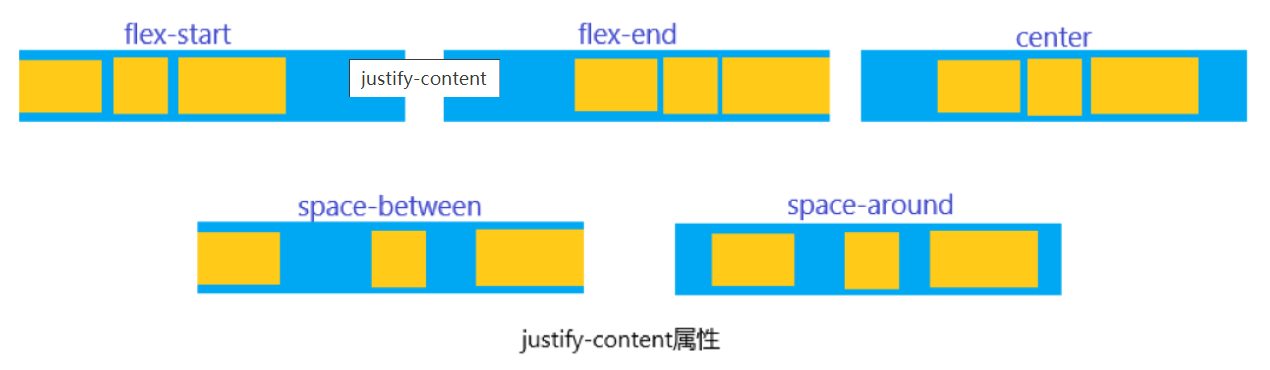 flex-start
flex-end
center
justify-content
space-between
space-around
justify-content属性